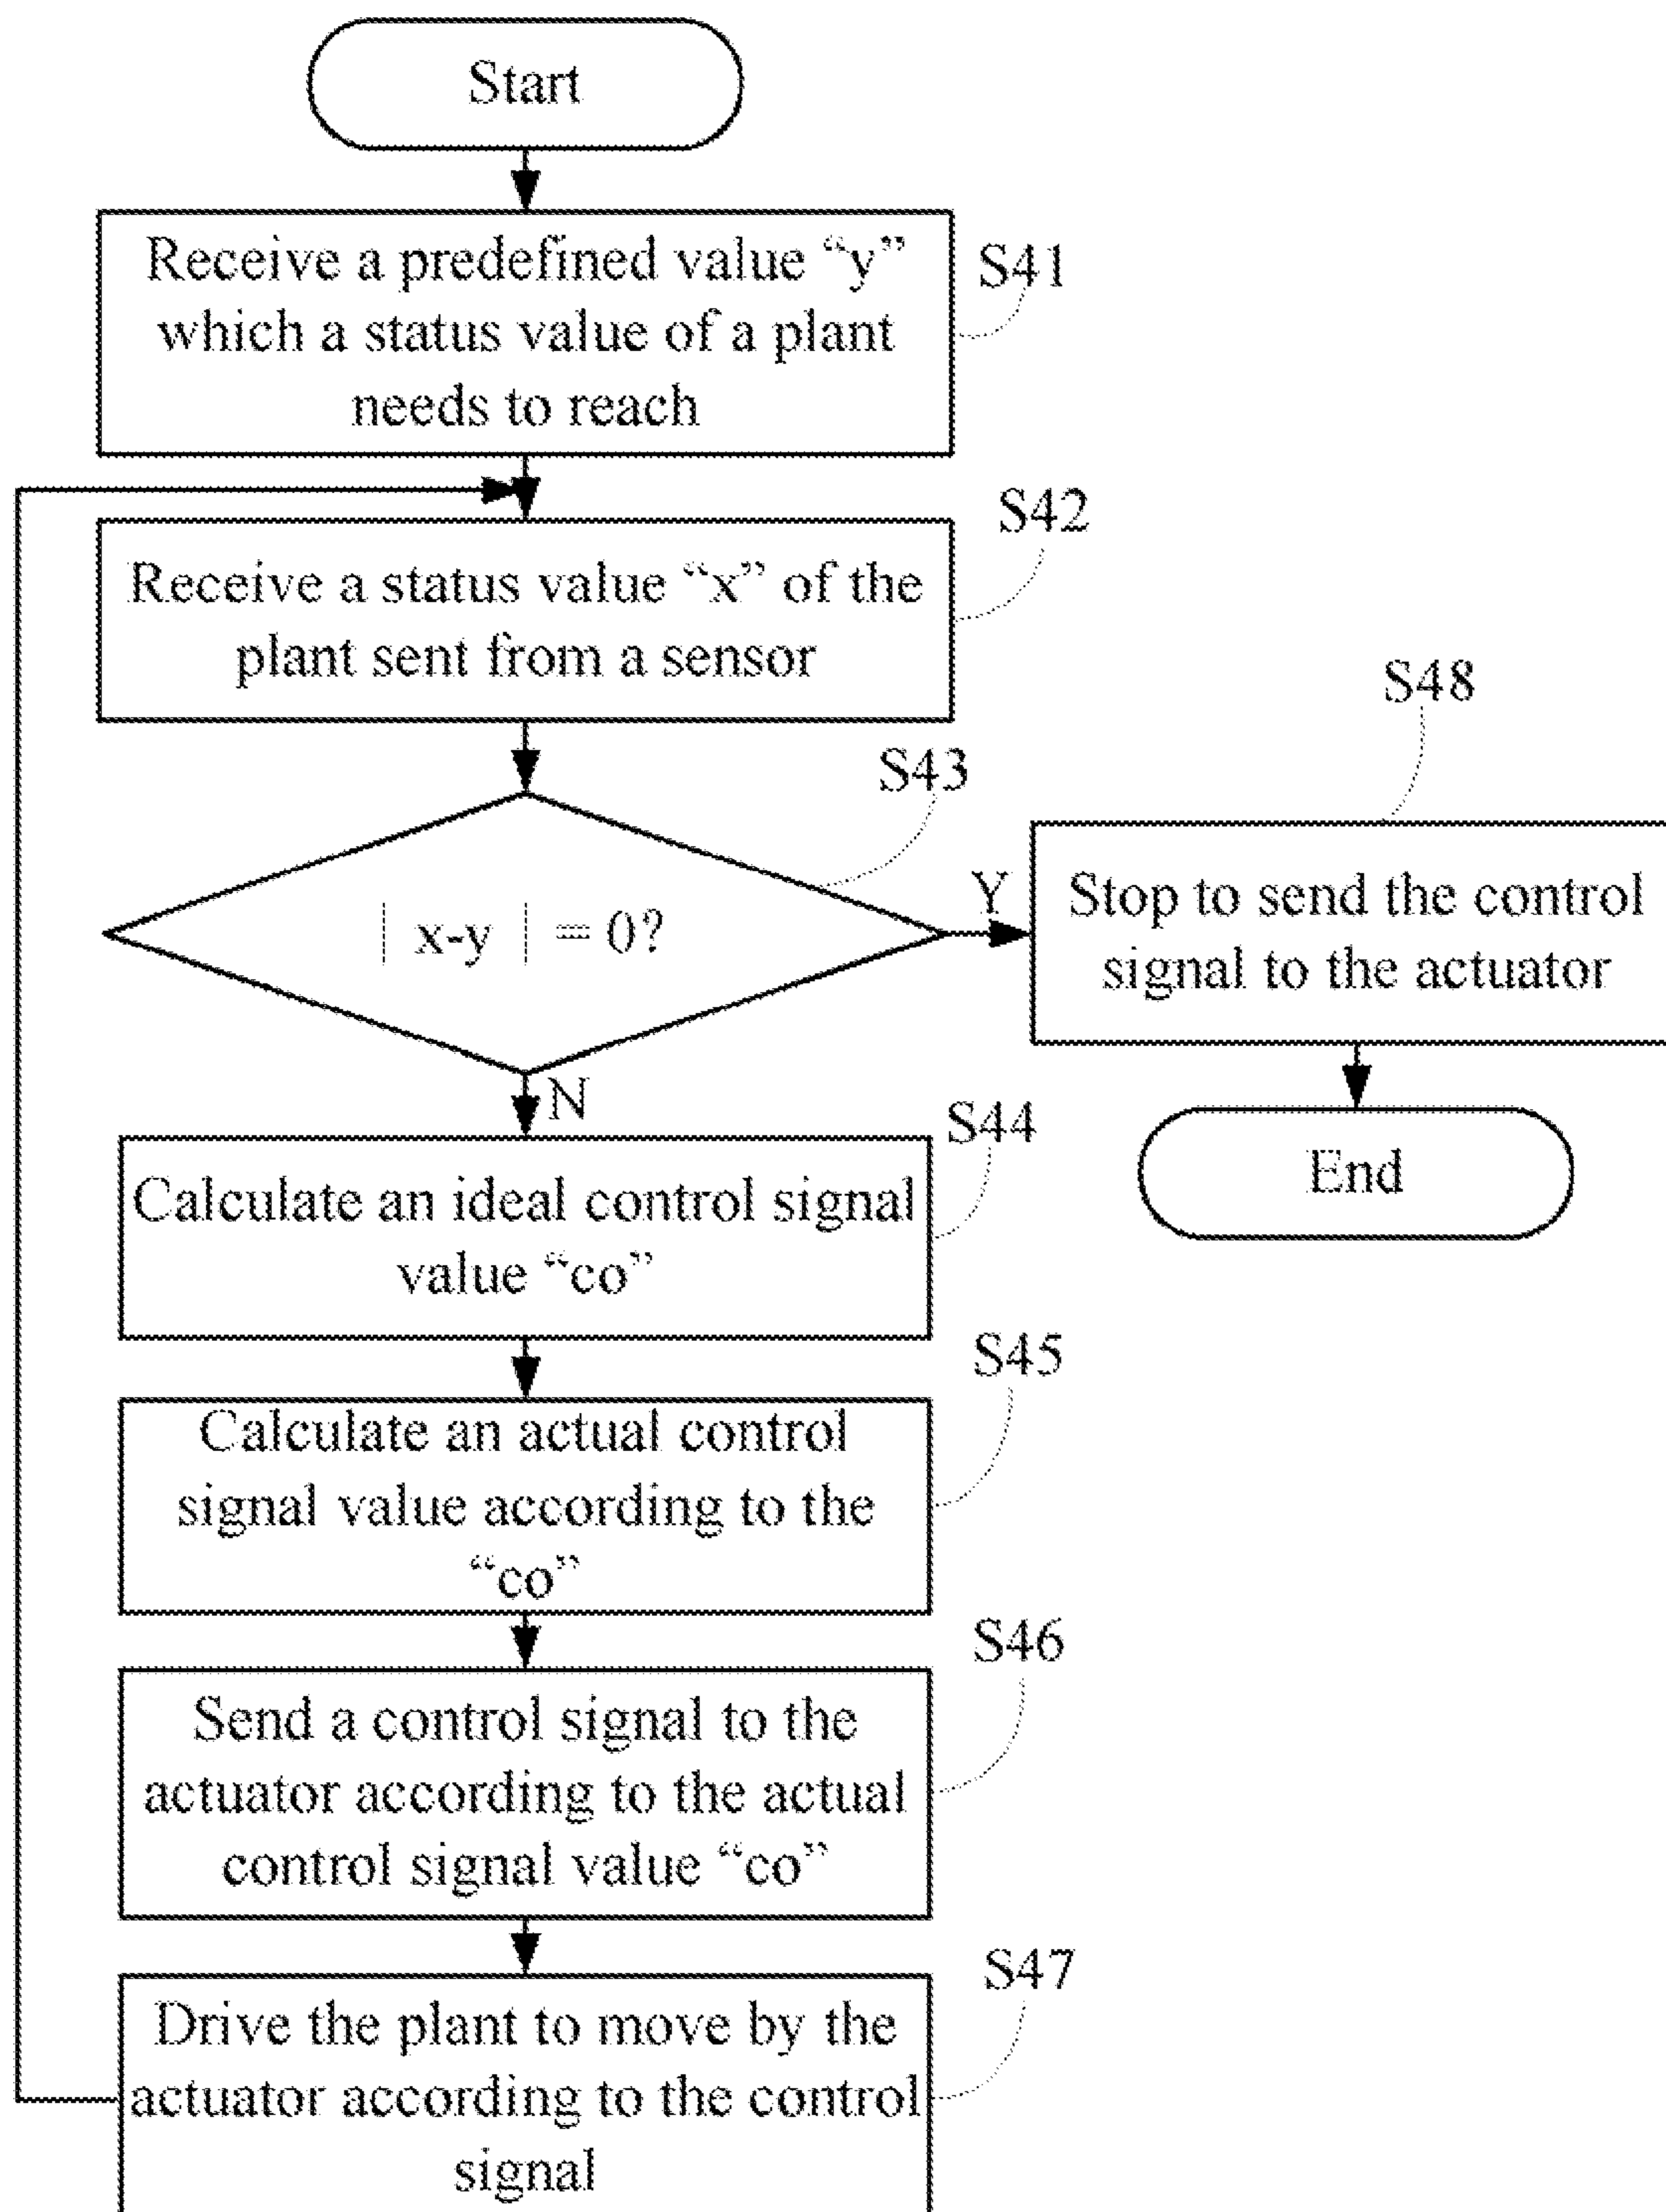 Start
Receive a predefined value “y”
which a status value of a plant
needs to reach
S41
Receive a status value “x” of the
plant sent from a sensor
S42
| x-y | = 0?
S43
Y
Stop to send the control
signal to the actuator
S48
End
N
Calculate an ideal control signal
value “co”
S44
Calculate an actual control
signal value according to the
“co”
S45
Send a control signal to the
actuator according to the actual
control signal value “co”
S46
Drive the plant to move by the
actuator according to the control
signal
S47